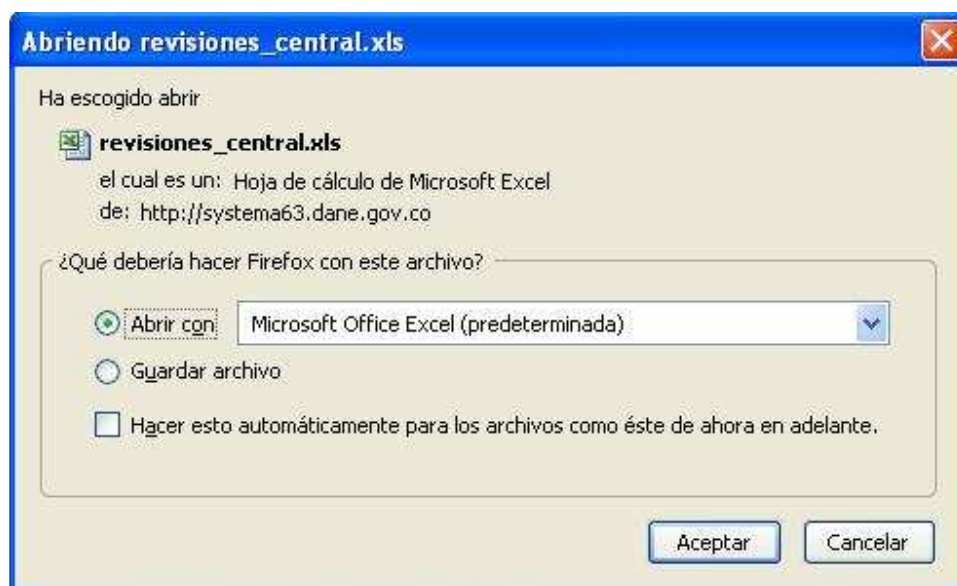 Abriendo revisiones_central.xls
Ha escogido abrir
revisiones_central.xls
el cual es un: Hoja de cálculo de Microsoft Excel
de: http://systema63.dane.gov.co
¿Qué debería hacer Firefox con este archivo?
Abrir con Microsoft Office Excel (predeterminada)
Guardar archivo
Hacer esto automáticamente para los archivos como éste de ahora en adelante.
Aceptar Cancelar